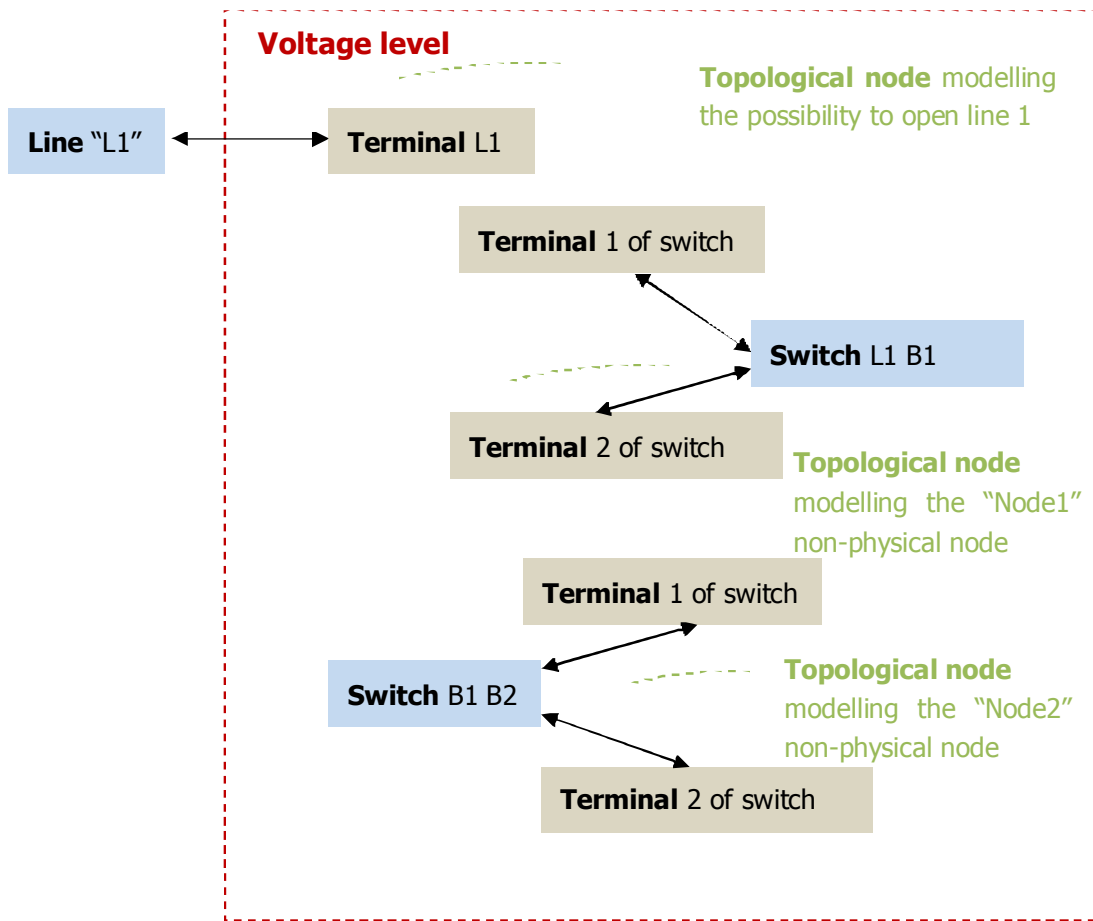 Voltage level
Topological node modelling
the possibility to open line 1
Line “L1”
Terminal L1
Terminal 1 of switch
Switch L1 B1
Terminal 2 of switch
Topological node
modelling the “Node1”
non-physical node
Terminal 1 of switch
Topological node
modelling the “Node2”
non-physical node
Switch B1 B2
Terminal 2 of switch